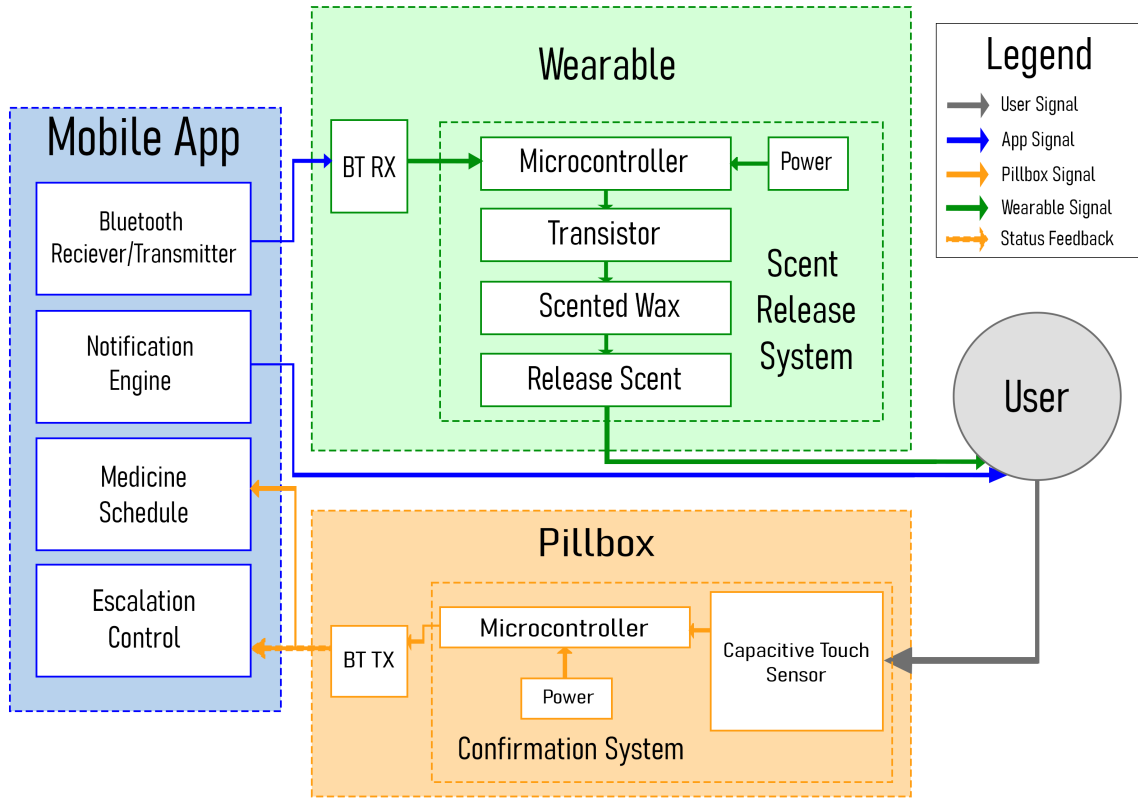 Mobile App
Bluetooth
Reciever/Transmitter
Notification
Engine
Medicine
Schedule
Escalation
Control
Wearable
BT RX
Microcontroller
Power
Transistor
Scented Wax
Release Scent
Scent
Release
System
Pillbox
BT TX
Microcontroller
Power
Capacitive Touch
Sensor
Confirmation System
Legend
User Signal
App Signal
Pillbox Signal
Wearable Signal
Status Feedback
User